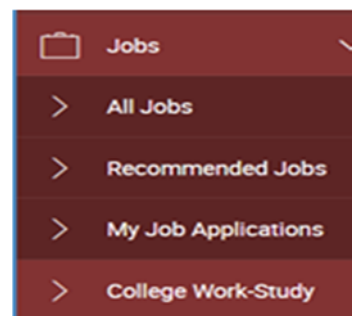 Jobs
All Jobs
Recommended Jobs
My Job Applications
College Work-Study